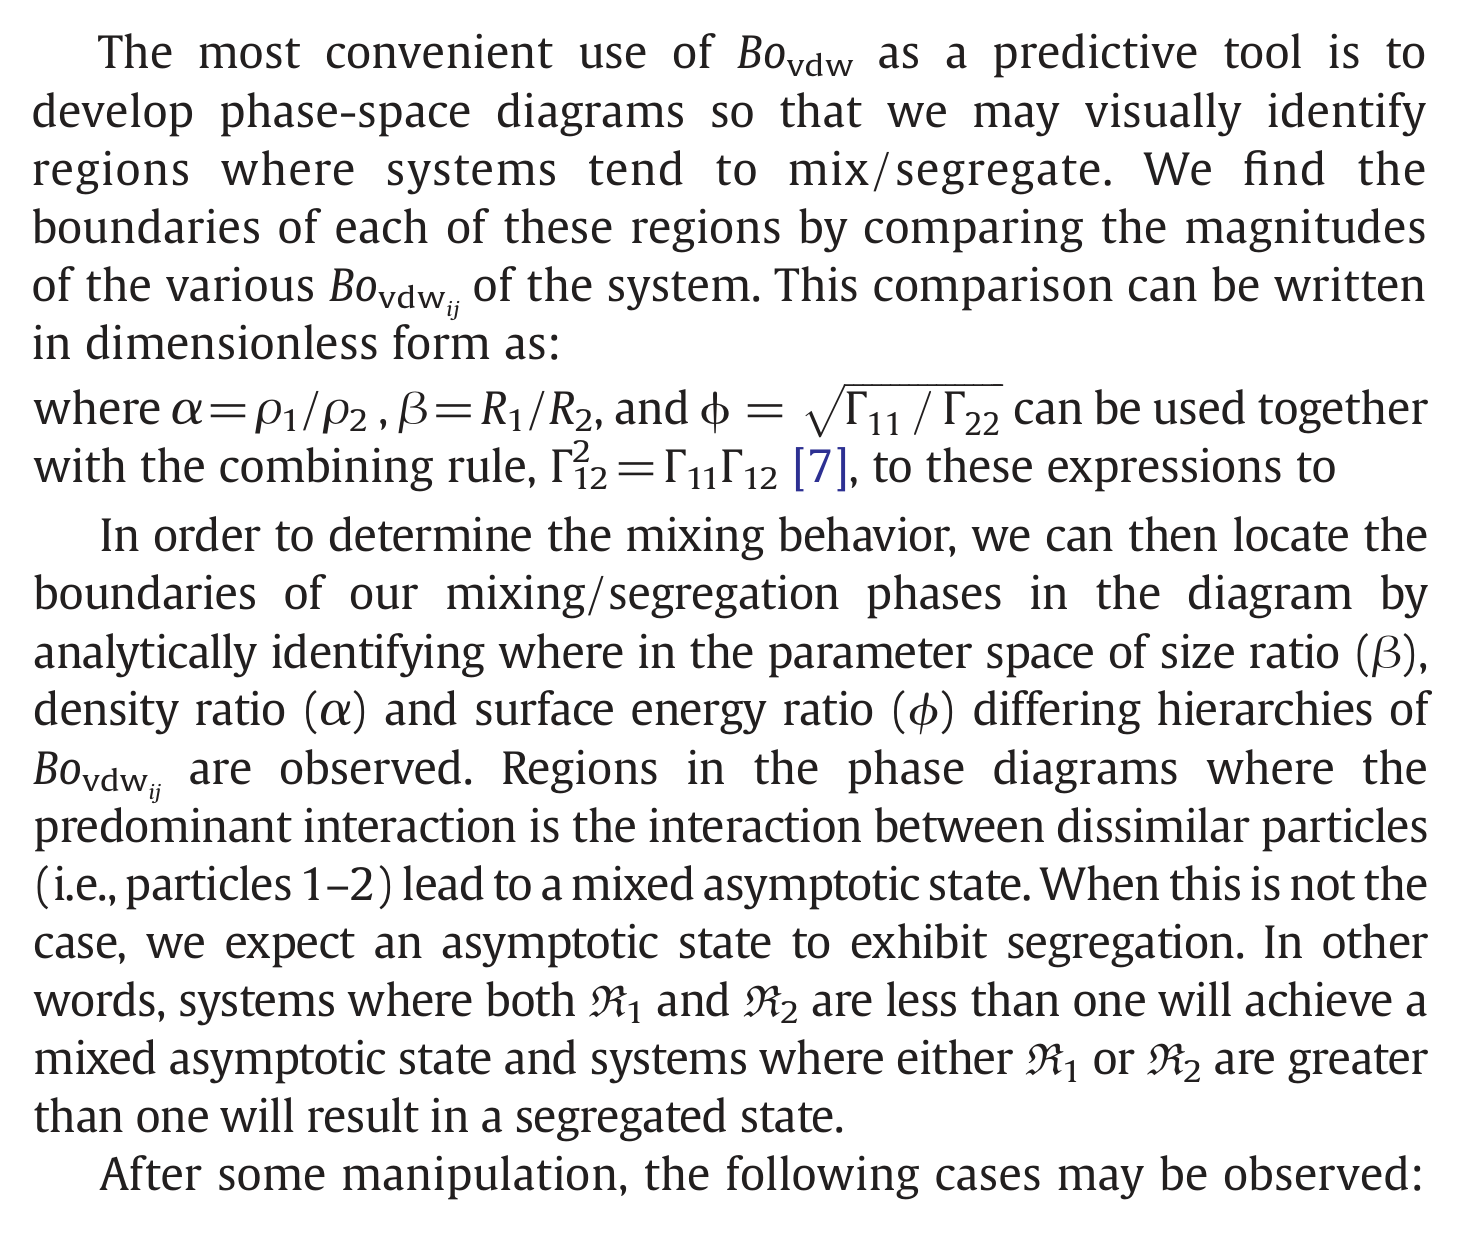 The most convenient use of Bo_vdw as a predictive tool is to
develop phase-space diagrams so that we may visually identify
regions where systems tend to mix/segregate. We find the
boundaries of each of these regions by comparing the magnitudes
of the various Bo_vdw_ij of the system. This comparison can be written
in dimensionless form as:
where α=ρ₁/ρ₂ , β=R₁/R₂, and ϕ = √(Γ₁₁ / Γ₂₂) can be used together
with the combining rule, Γ₁₂²=Γ₁₁Γ₁₂ [7], to these expressions to
In order to determine the mixing behavior, we can then locate the
boundaries of our mixing/segregation phases in the diagram by
analytically identifying where in the parameter space of size ratio (β),
density ratio (α) and surface energy ratio (ϕ) differing hierarchies of
Bo_vdw_ij are observed. Regions in the phase diagrams where the
predominant interaction is the interaction between dissimilar particles
(i.e., particles 1–2) lead to a mixed asymptotic state. When this is not the
case, we expect an asymptotic state to exhibit segregation. In other
words, systems where both ℜ₁ and ℜ₂ are less than one will achieve a
mixed asymptotic state and systems where either ℜ₁ or ℜ₂ are greater
than one will result in a segregated state.
After some manipulation, the following cases may be observed: